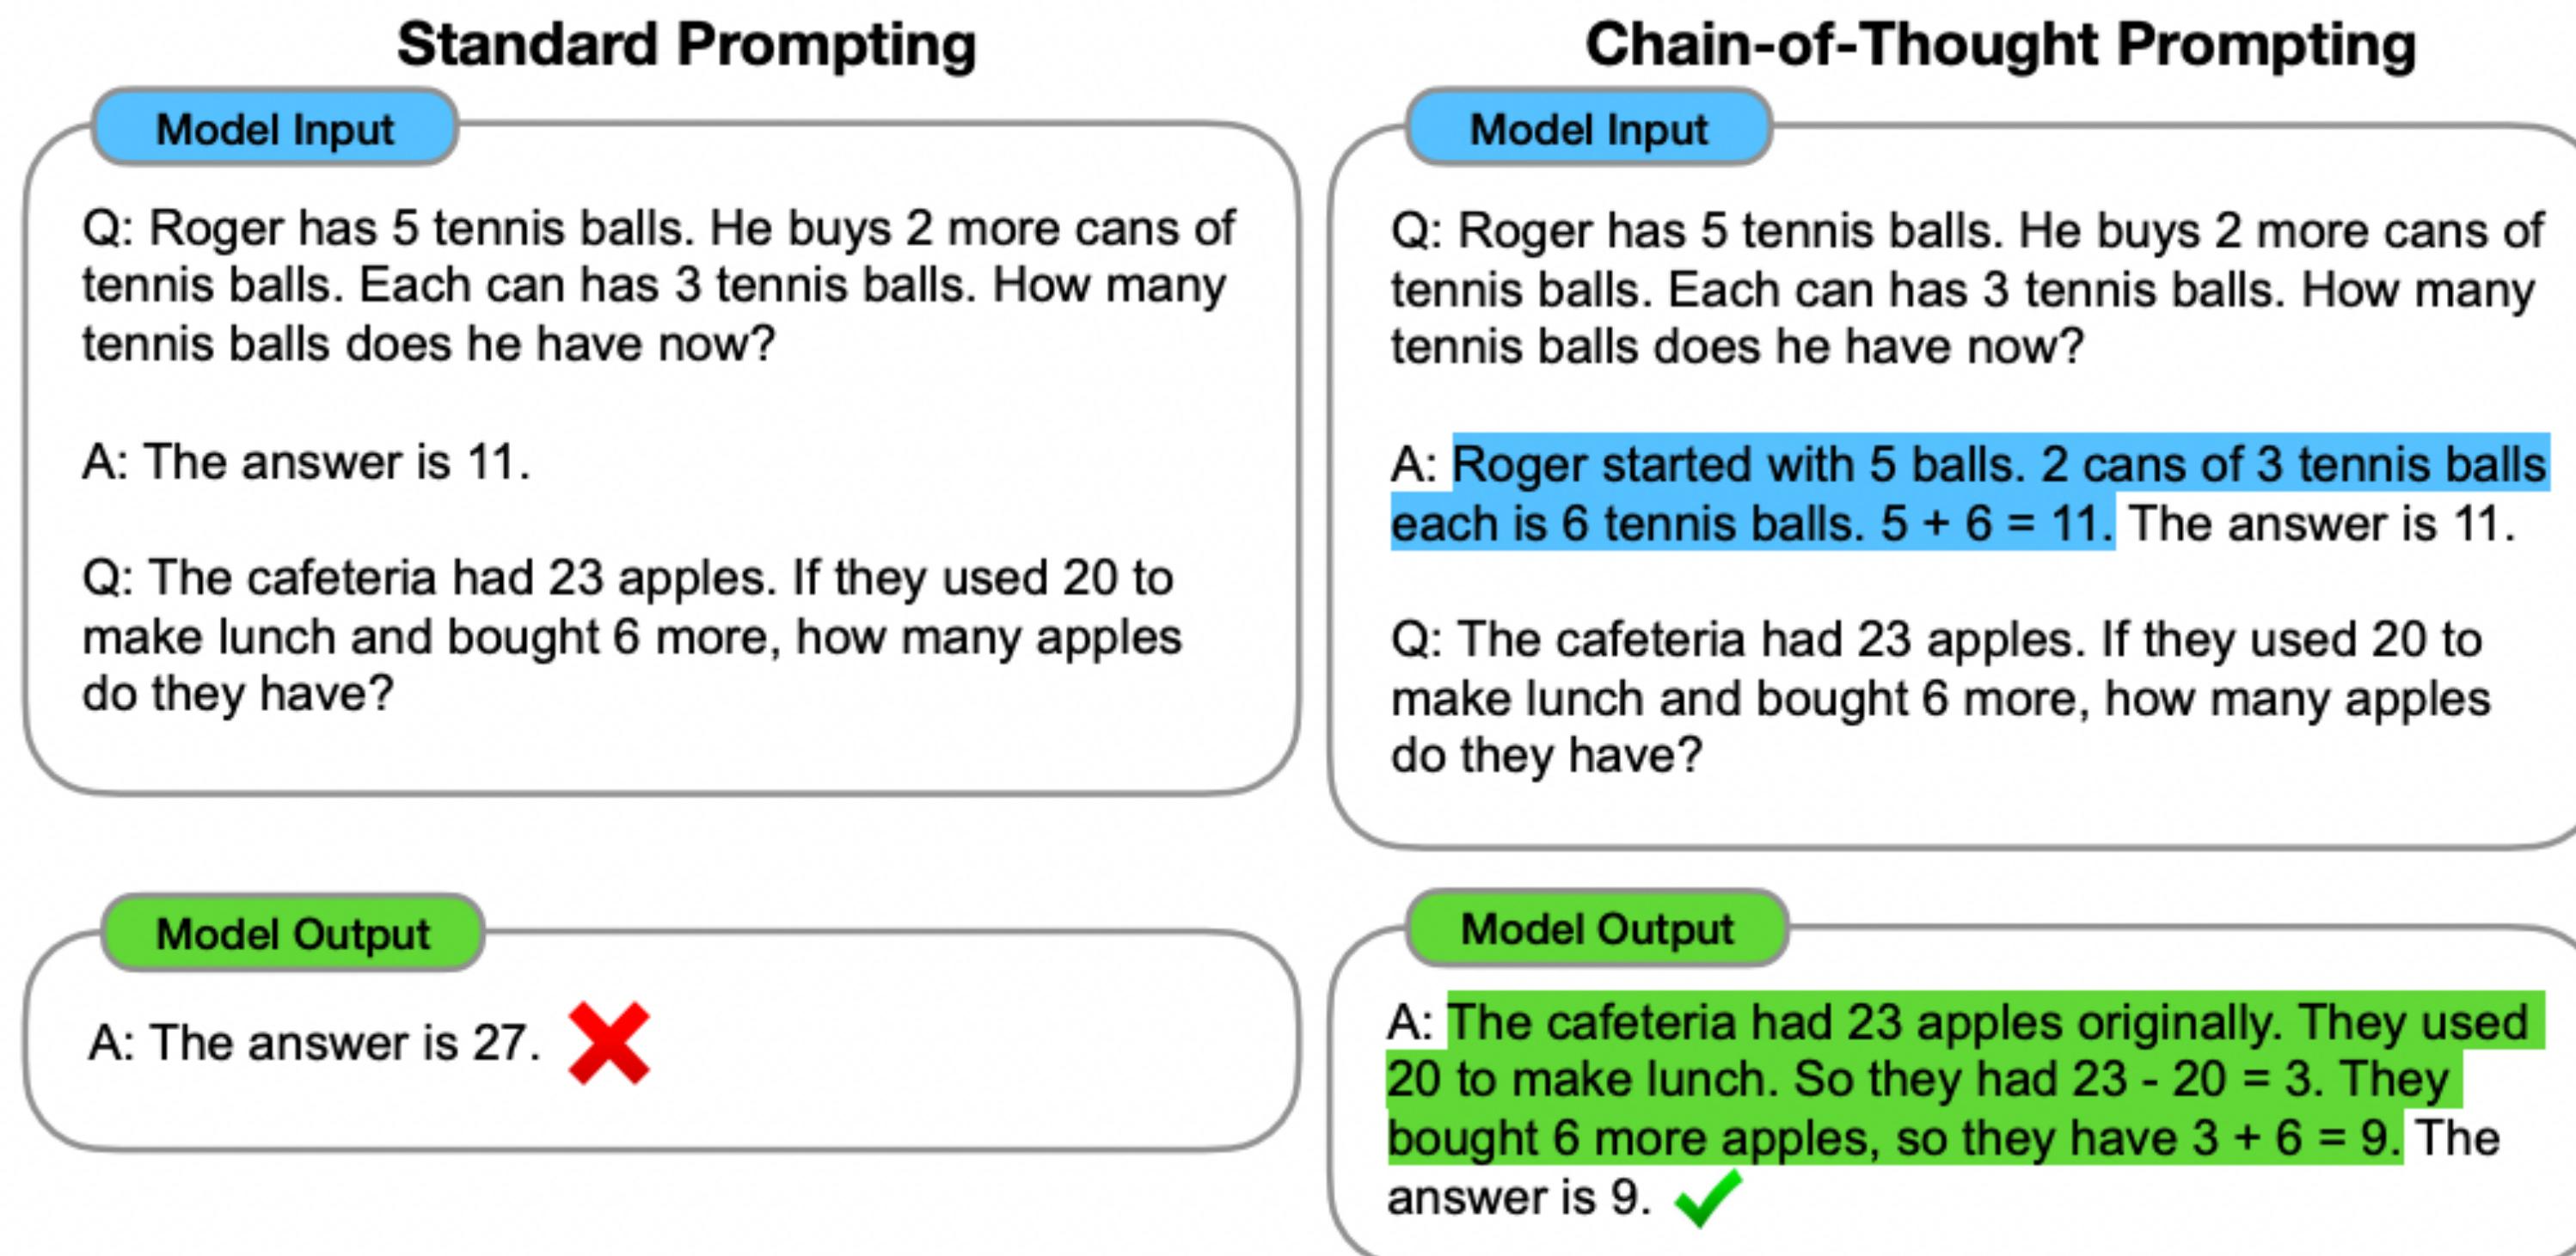 Standard Prompting
Model Input
Q: Roger has 5 tennis balls. He buys 2 more cans of
tennis balls. Each can has 3 tennis balls. How many
tennis balls does he have now?
A: The answer is 11.
Q: The cafeteria had 23 apples. If they used 20 to
make lunch and bought 6 more, how many apples
do they have?
Model Output
A: The answer is 27.
Chain-of-Thought Prompting
Model Input
Q: Roger has 5 tennis balls. He buys 2 more cans of
tennis balls. Each can has 3 tennis balls. How many
tennis balls does he have now?
A: Roger started with 5 balls. 2 cans of 3 tennis balls
each is 6 tennis balls. 5 + 6 = 11. The answer is 11.
Q: The cafeteria had 23 apples. If they used 20 to
make lunch and bought 6 more, how many apples
do they have?
Model Output
A: The cafeteria had 23 apples originally. They used
20 to make lunch. So they had 23 - 20 = 3. They
bought 6 more apples, so they have 3 + 6 = 9. The
answer is 9.